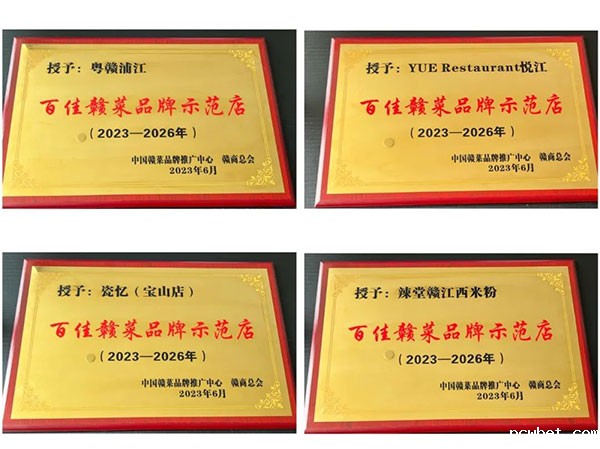 授予：粤赣浦江
百佳赣菜品牌示范店
（2023—2026年）
中国赣菜品牌推广中心 赣商总会
2023年6月
授予：YUE Restaurant悦江
百佳赣菜品牌示范店
（2023—2026年）
中国赣菜品牌推广中心 赣商总会
2023年6月
授予：瓷忆（宝山店）
百佳赣菜品牌示范店
（2023—2026年）
中国赣菜品牌推广中心 赣商总会
2023年6月
授予：辣堂赣江西米粉
百佳赣菜品牌示范店
（2023—2026年）
中国赣菜品牌推广中心 赣商总会
2023年6月